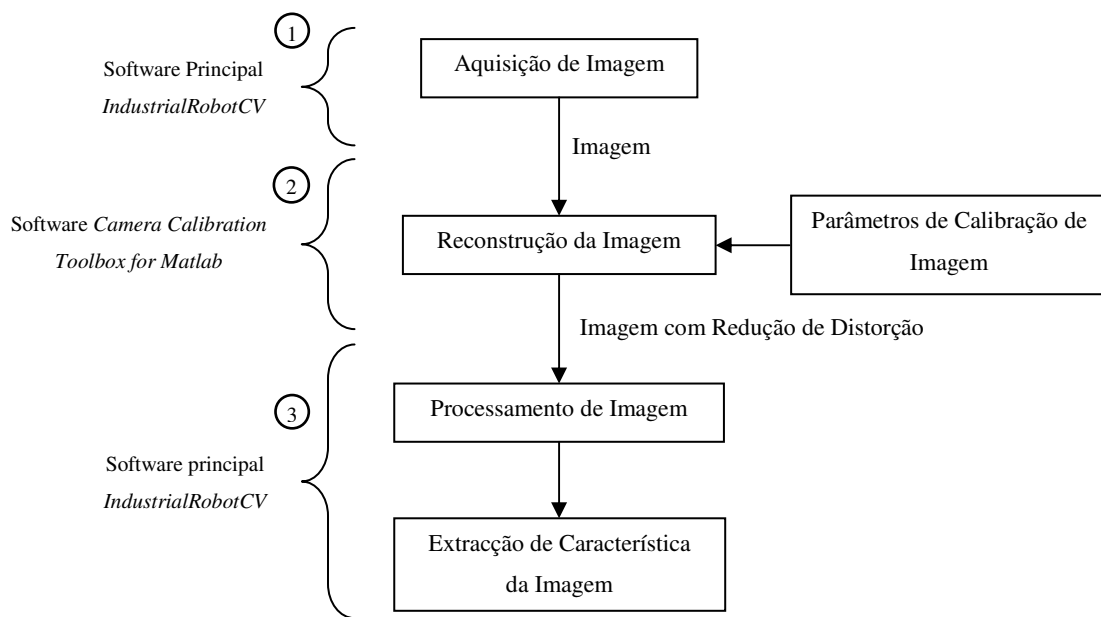 1
Software Principal
IndustrialRobotCV
Aquisição de Imagem
Imagem
2
Software Camera Calibration
Toolbox for Matlab
Reconstrução da Imagem
Parâmetros de Calibração de
Imagem
Imagem com Redução de Distorção
3
Software principal
IndustrialRobotCV
Processamento de Imagem
Extracção de Característica
da Imagem